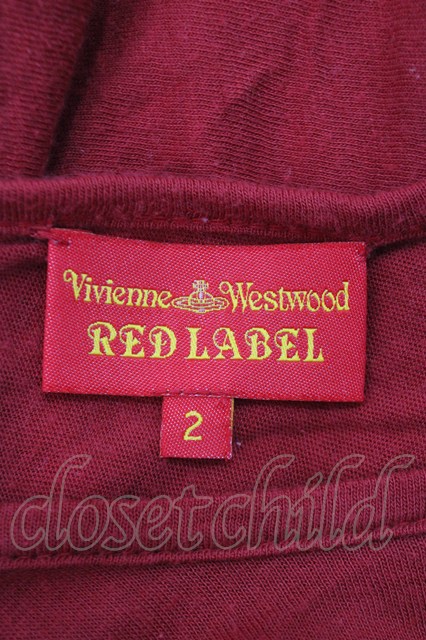 Vivienne Westwood
RED LABEL
2
closet child